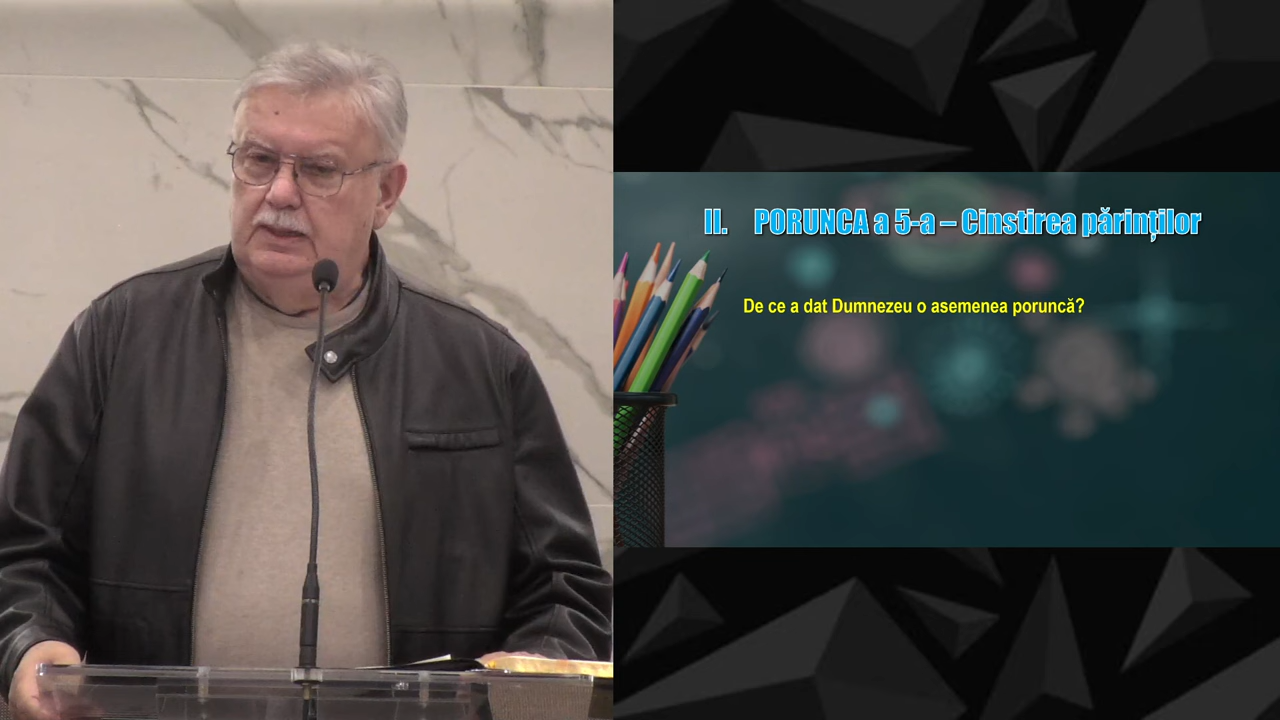 II. PORUNCA a 5-a – Cinstirea părinților
De ce a dat Dumnezeu o asemenea poruncă?